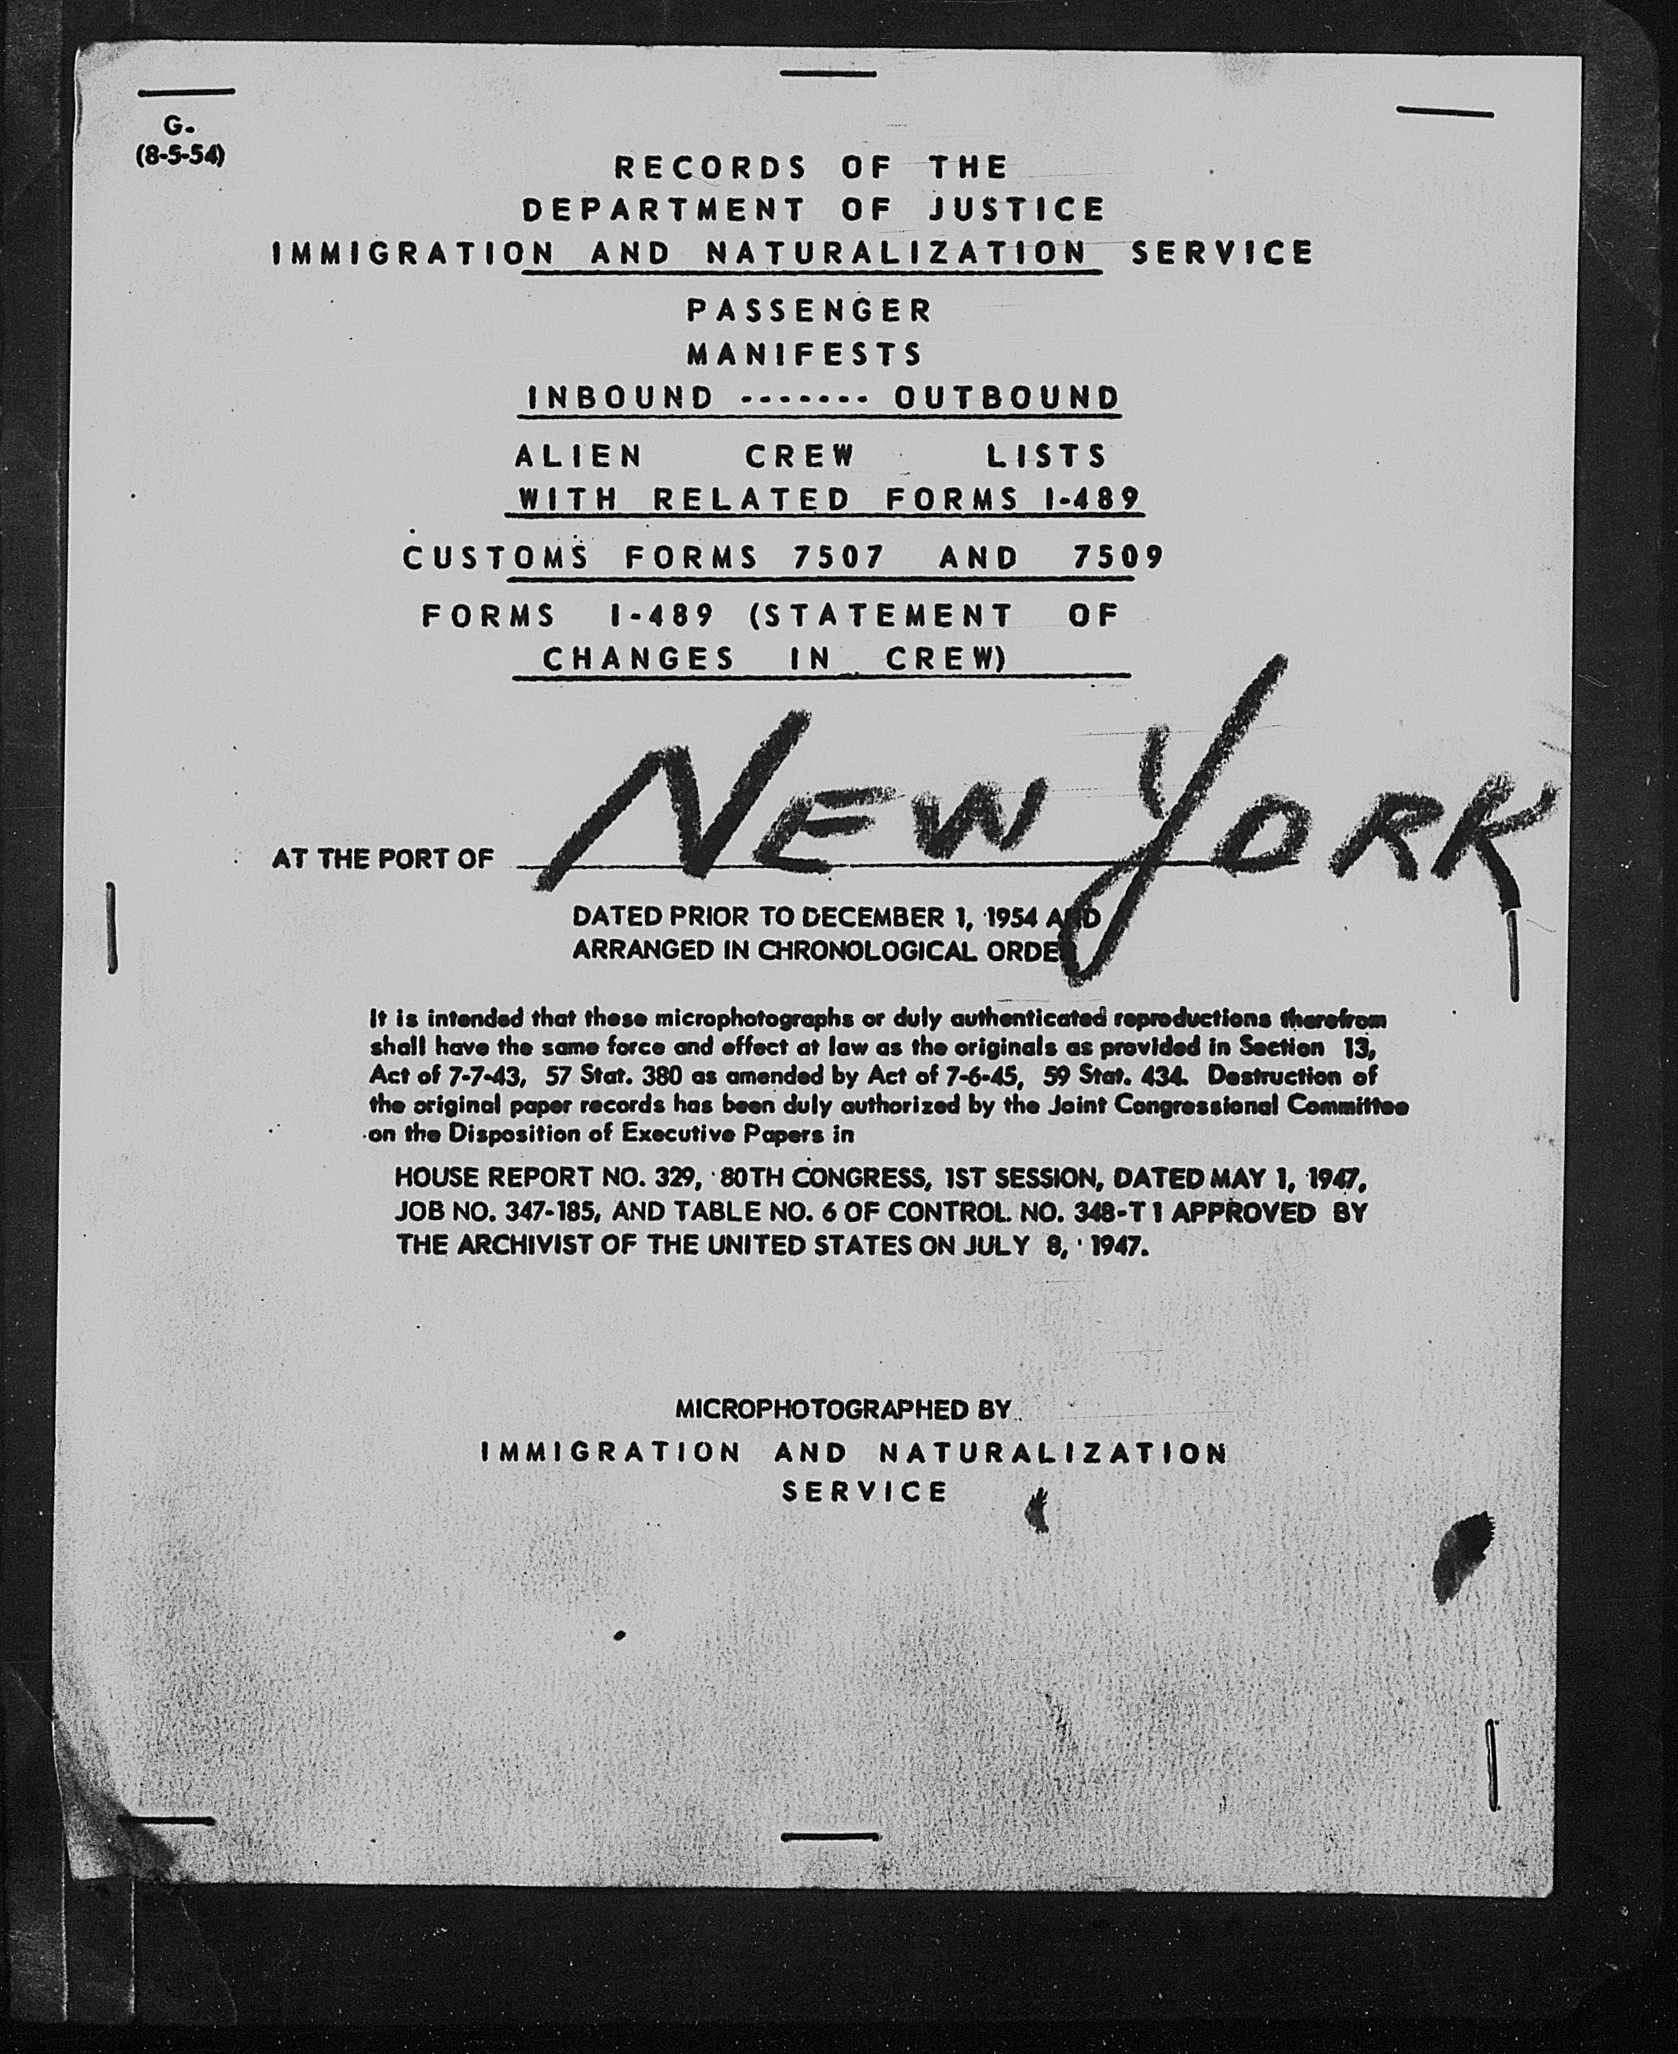 G-
(8-5-54)
RECORDS OF THE
DEPARTMENT OF JUSTICE
IMMIGRATION AND NATURALIZATION SERVICE
PASSENGER
MANIFESTS
INBOUND ------- OUTBOUND
ALIEN CREW LISTS
WITH RELATED FORMS I-489
CUSTOMS FORMS 7507 AND 7509
FORMS I-489 (STATEMENT OF
CHANGES IN CREW)
AT THE PORT OF NEW YORK
DATED PRIOR TO DECEMBER 1, 1954 AND
ARRANGED IN CHRONOLOGICAL ORDER
It is intended that these microphotographs or duly authenticated reproductions therefrom
shall have the same force and effect at law as the originals as provided in Section 13,
Act of 7-7-43, 57 Stat. 380 as amended by Act of 7-6-45, 59 Stat. 434. Destruction of
the original paper records has been duly authorized by the Joint Congressional Committee
on the Disposition of Executive Papers in
HOUSE REPORT NO. 329, 80TH CONGRESS, 1ST SESSION, DATED MAY 1, 1947,
JOB NO. 347-185, AND TABLE NO. 6 OF CONTROL NO. 348-T1 APPROVED BY
THE ARCHIVIST OF THE UNITED STATES ON JULY 8, 1947.
MICROPHOTOGRAPHED BY
IMMIGRATION AND NATURALIZATION
SERVICE